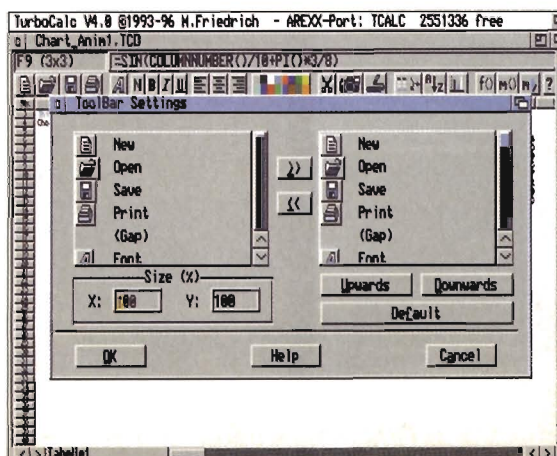 TurboCalc V4.0 ©1993-96 M.Friedrich - AREXX-Port: TCALC 2551336 free
Chart_Anim1.TCD
F9 (3x3) =SIN(COLUMNNUMBER()/10+PI()*3/8)
ToolBar Settings
New New
Open >> Open
Save Save
Print << Print
(Gap) (Gap)
Font Font
Size (%)
X: 100 Y: 100
Upwards Downwards
Default
OK Help Cancel
Tabelle1